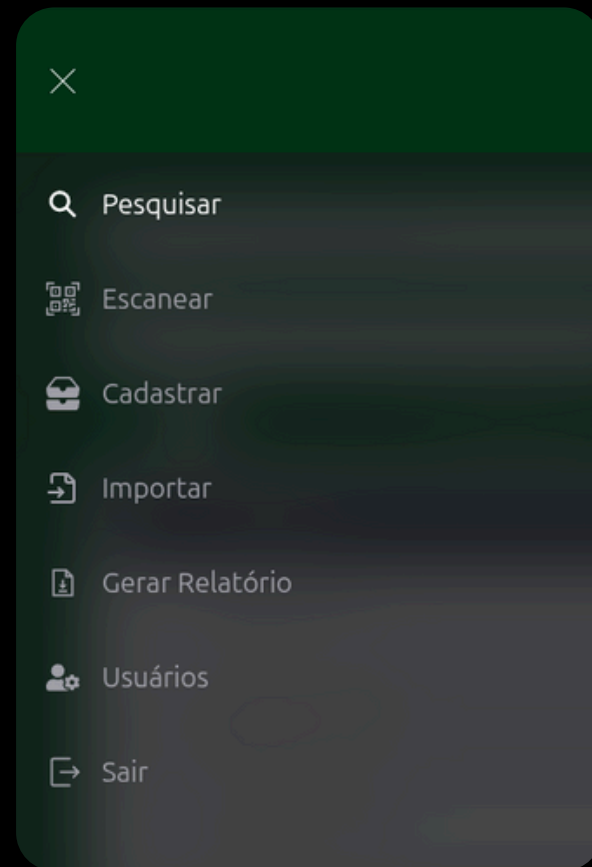 Pesquisar
Escanear
Cadastrar
Importar
Gerar Relatório
Usuários
Sair